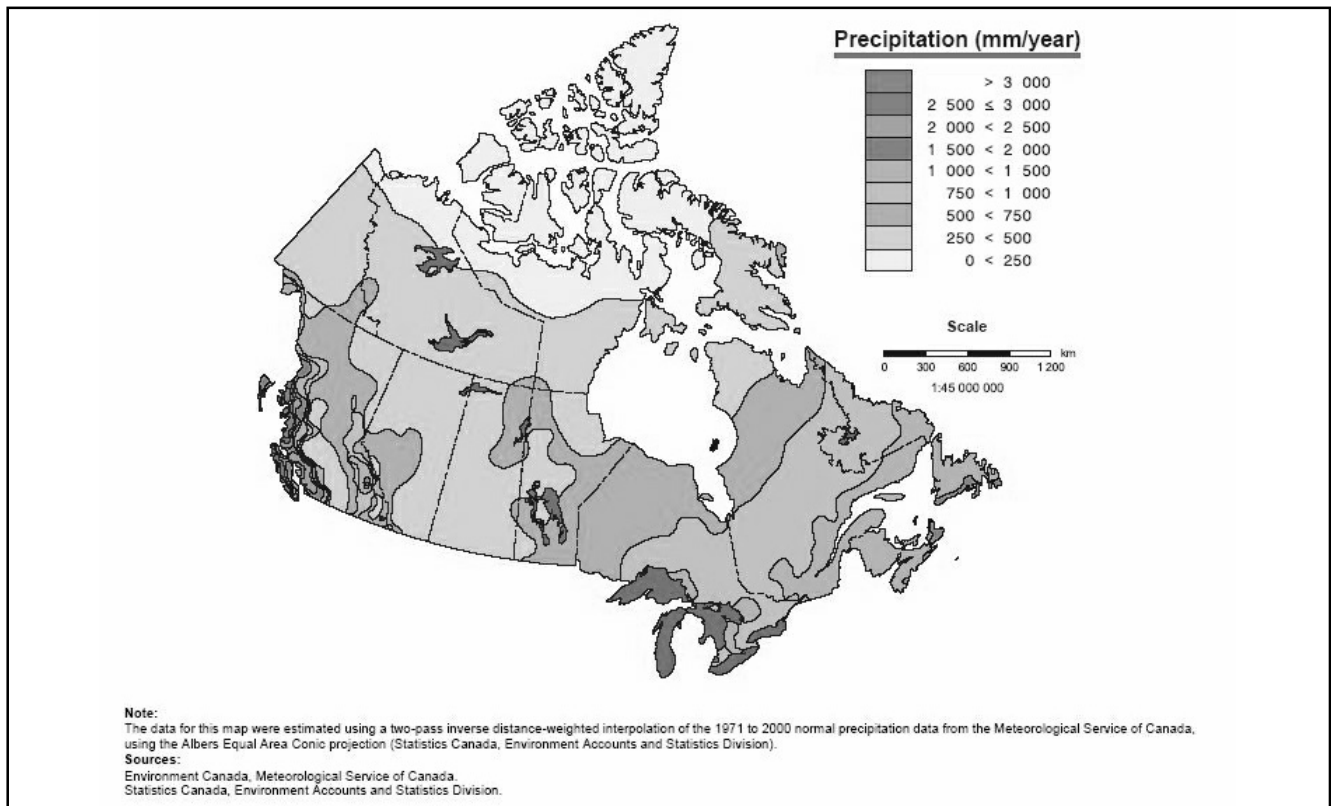 Precipitation (mm/year)
> 3 000
2 500 ≤ 3 000
2 000 < 2 500
1 500 < 2 000
1 000 < 1 500
750 < 1 000
500 < 750
250 < 500
0 < 250
Scale
km
0 300 600 900 1 200
1:45 000 000
Note:
The data for this map were estimated using a two-pass inverse distance-weighted interpolation of the 1971 to 2000 normal precipitation data from the Meteorological Service of Canada,
using the Albers Equal Area Conic projection (Statistics Canada, Environment Accounts and Statistics Division).
Sources:
Environment Canada, Meteorological Service of Canada.
Statistics Canada, Environment Accounts and Statistics Division.